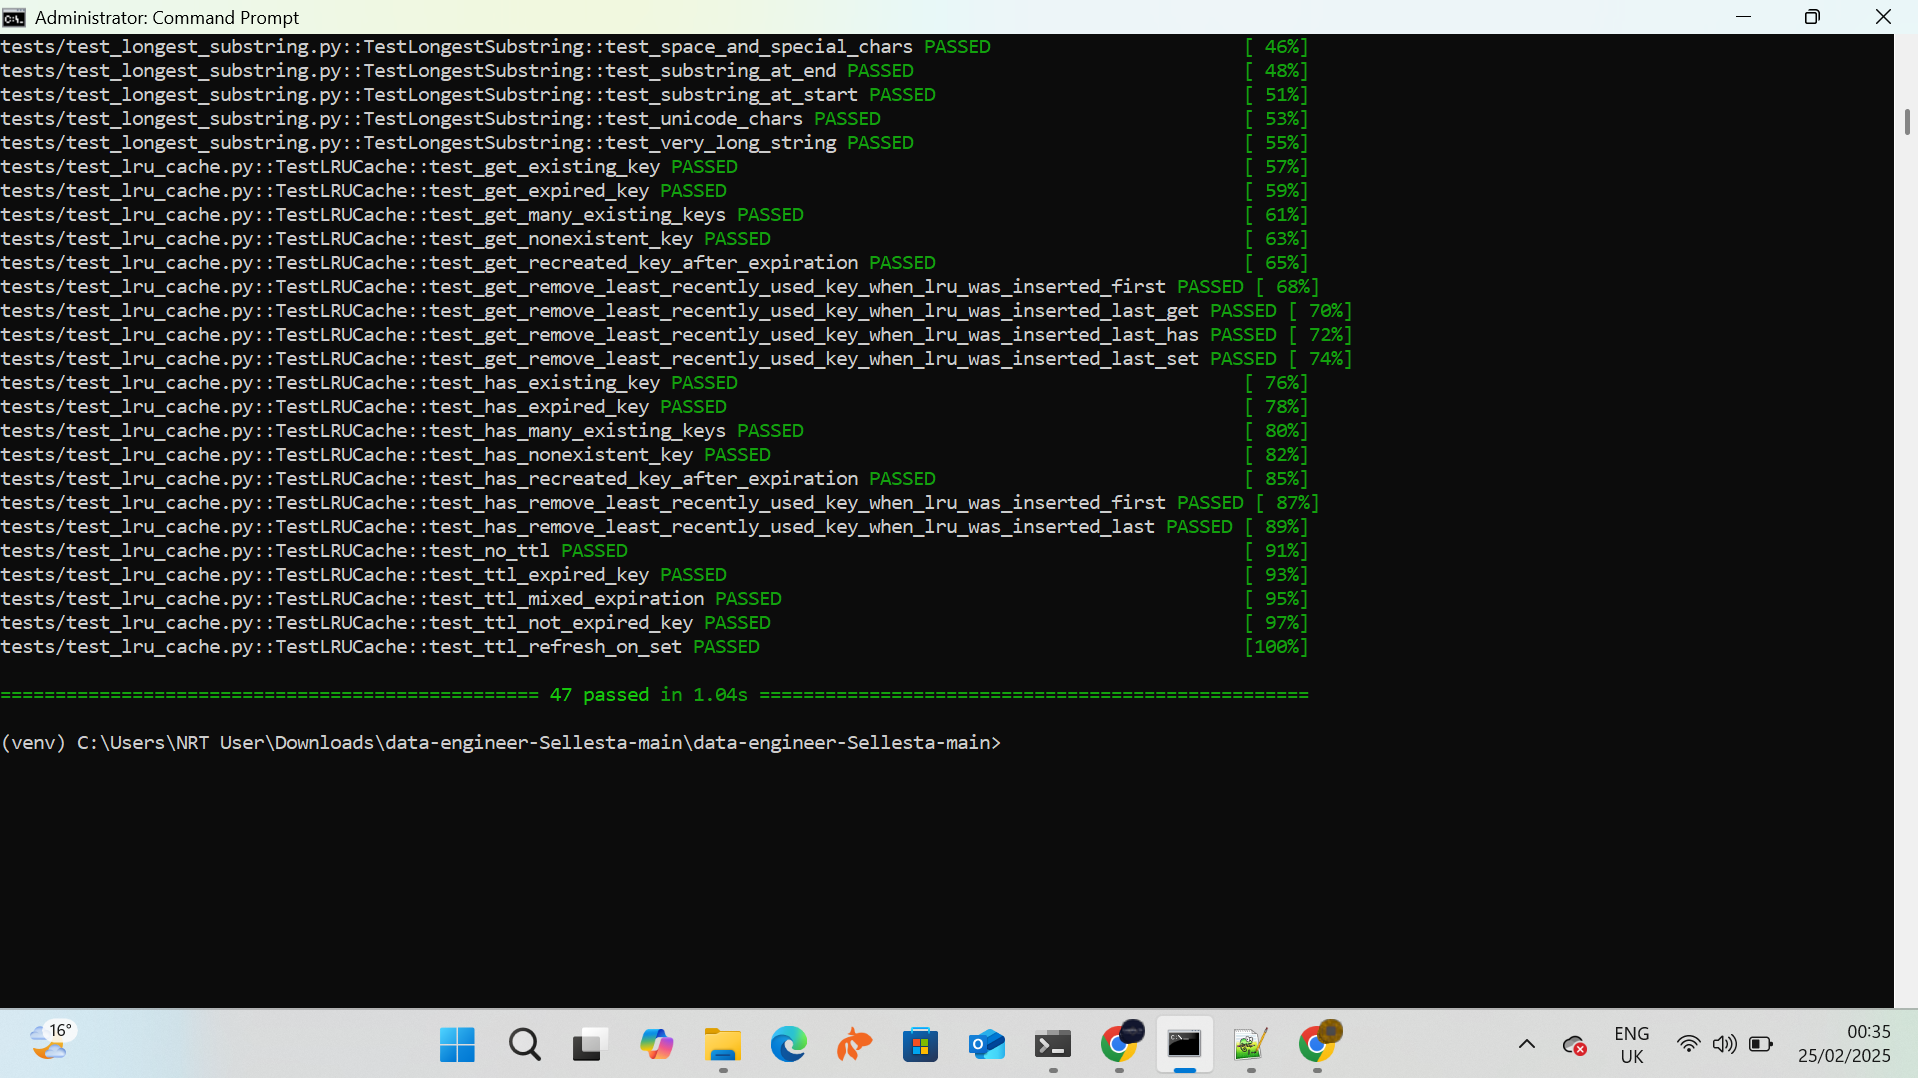 Administrator: Command Prompt
tests/test_longest_substring.py::TestLongestSubstring::test_space_and_special_chars PASSED [ 46%]
tests/test_longest_substring.py::TestLongestSubstring::test_substring_at_end PASSED [ 48%]
tests/test_longest_substring.py::TestLongestSubstring::test_substring_at_start PASSED [ 51%]
tests/test_longest_substring.py::TestLongestSubstring::test_unicode_chars PASSED [ 53%]
tests/test_longest_substring.py::TestLongestSubstring::test_very_long_string PASSED [ 55%]
tests/test_lru_cache.py::TestLRUCache::test_get_existing_key PASSED [ 57%]
tests/test_lru_cache.py::TestLRUCache::test_get_expired_key PASSED [ 59%]
tests/test_lru_cache.py::TestLRUCache::test_get_many_existing_keys PASSED [ 61%]
tests/test_lru_cache.py::TestLRUCache::test_get_nonexistent_key PASSED [ 63%]
tests/test_lru_cache.py::TestLRUCache::test_get_recreated_key_after_expiration PASSED [ 65%]
tests/test_lru_cache.py::TestLRUCache::test_get_remove_least_recently_used_key_when_lru_was_inserted_first PASSED [ 68%]
tests/test_lru_cache.py::TestLRUCache::test_get_remove_least_recently_used_key_when_lru_was_inserted_last_get PASSED [ 70%]
tests/test_lru_cache.py::TestLRUCache::test_get_remove_least_recently_used_key_when_lru_was_inserted_last_has PASSED [ 72%]
tests/test_lru_cache.py::TestLRUCache::test_get_remove_least_recently_used_key_when_lru_was_inserted_last_set PASSED [ 74%]
tests/test_lru_cache.py::TestLRUCache::test_has_existing_key PASSED [ 76%]
tests/test_lru_cache.py::TestLRUCache::test_has_expired_key PASSED [ 78%]
tests/test_lru_cache.py::TestLRUCache::test_has_many_existing_keys PASSED [ 80%]
tests/test_lru_cache.py::TestLRUCache::test_has_nonexistent_key PASSED [ 82%]
tests/test_lru_cache.py::TestLRUCache::test_has_recreated_key_after_expiration PASSED [ 85%]
tests/test_lru_cache.py::TestLRUCache::test_has_remove_least_recently_used_key_when_lru_was_inserted_first PASSED [ 87%]
tests/test_lru_cache.py::TestLRUCache::test_has_remove_least_recently_used_key_when_lru_was_inserted_last PASSED [ 89%]
tests/test_lru_cache.py::TestLRUCache::test_no_ttl PASSED [ 91%]
tests/test_lru_cache.py::TestLRUCache::test_ttl_expired_key PASSED [ 93%]
tests/test_lru_cache.py::TestLRUCache::test_ttl_mixed_expiration PASSED [ 95%]
tests/test_lru_cache.py::TestLRUCache::test_ttl_not_expired_key PASSED [ 97%]
tests/test_lru_cache.py::TestLRUCache::test_ttl_refresh_on_set PASSED [100%]
================================================= 47 passed in 1.04s ==================================================
(venv) C:\Users\NRT User\Downloads\data-engineer-Sellesta-main\data-engineer-Sellesta-main>
16°
ENG
UK
00:35
25/02/2025